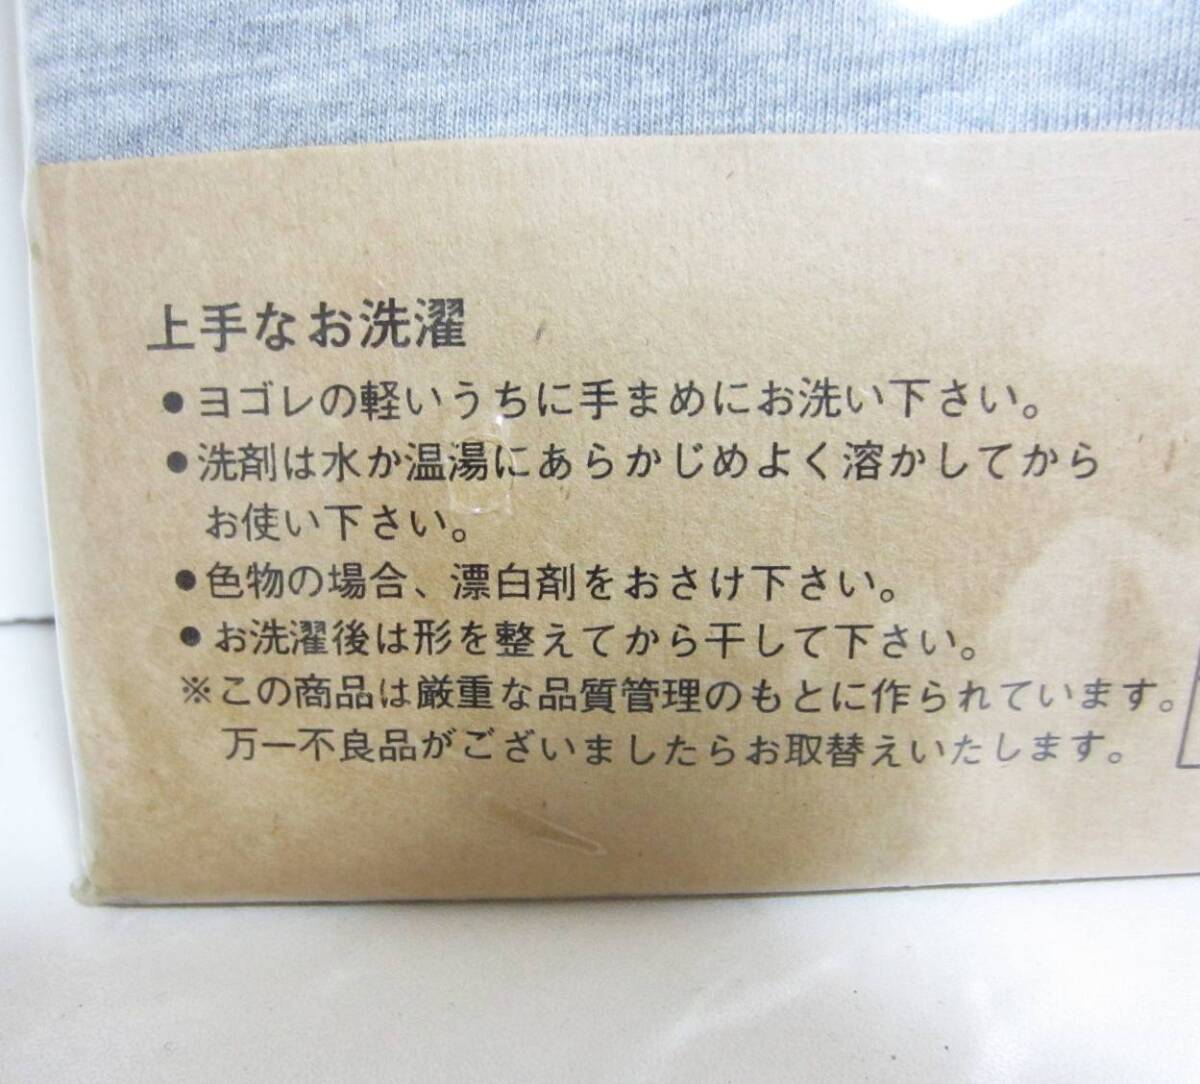 上手なお洗濯
●ヨゴレの軽いうちに手まめにお洗い下さい。
●洗剤は水か温湯にあらかじめよく溶かしてから
お使い下さい。
●色物の場合、漂白剤をおさけ下さい。
●お洗濯後は形を整えてから干して下さい。
※この商品は厳重な品質管理のもとに作られています。
万一不良品がございましたらお取替えいたします。